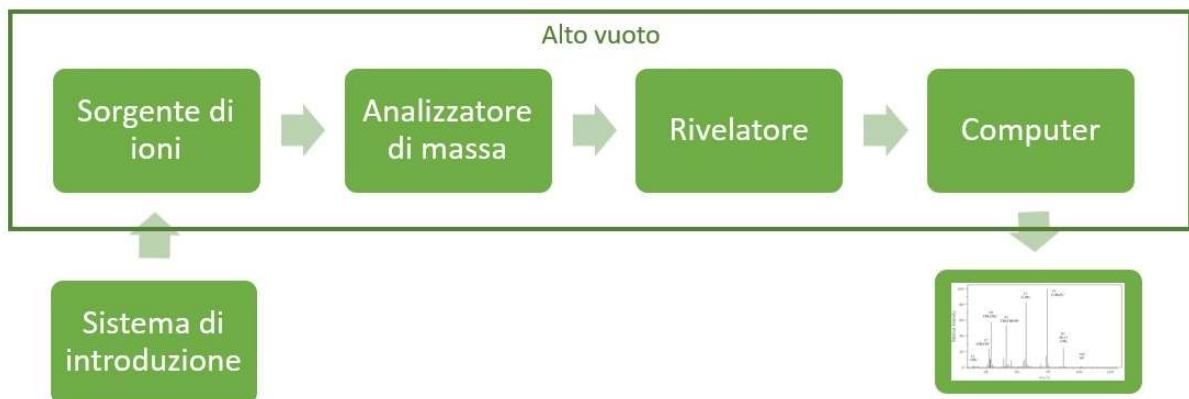 Alto vuoto
Sorgente di
ioni
Analizzatore
di massa
Rivelatore
Computer
Sistema di
introduzione